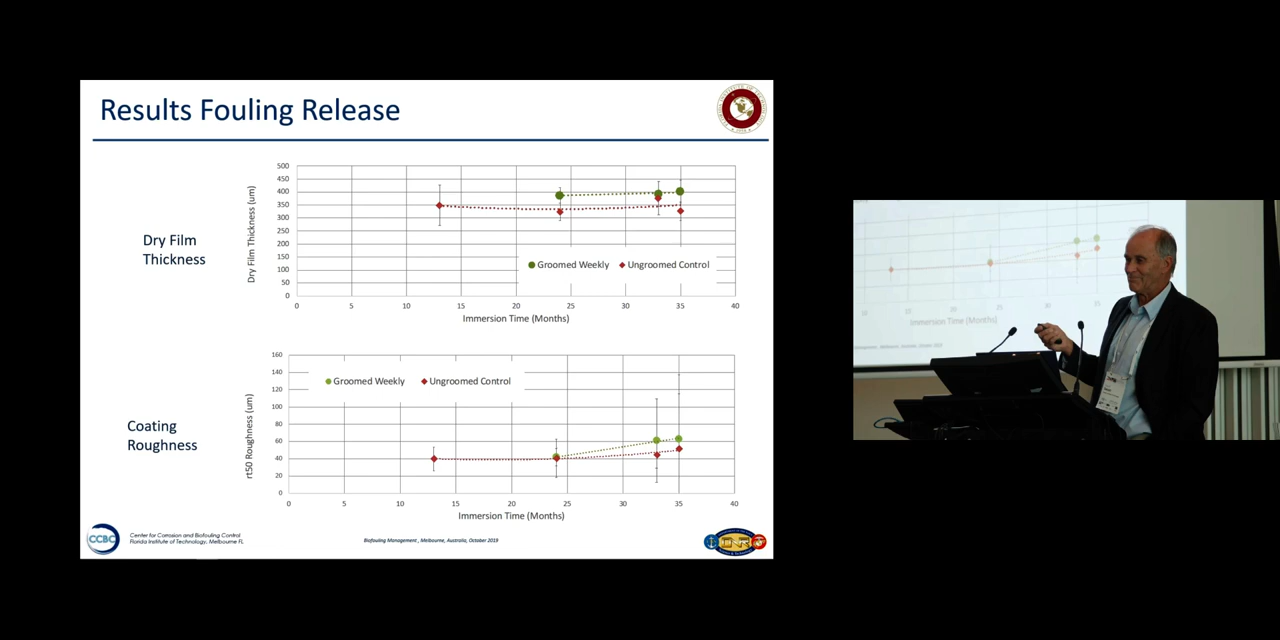 Results Fouling Release
Dry Film
Thickness
Dry Film Thickness (um)
500
450
400
350
300
250
200
150
100
50
0
Groomed Weekly
Ungroomed Control
0 5 10 15 20 25 30 35 40
Immersion Time (Months)
Coating
Roughness
rt50 Roughness (um)
160
140
120
100
80
60
40
20
0
Groomed Weekly
Ungroomed Control
0 5 10 15 20 25 30 35 40
Immersion Time (Months)
CCBC
Center for Corrosion and Biofouling Control
Florida Institute of Technology, Melbourne FL
Biofouling Management , Melbourne, Australia, October 2019
ONR
Immersion Time (Months)